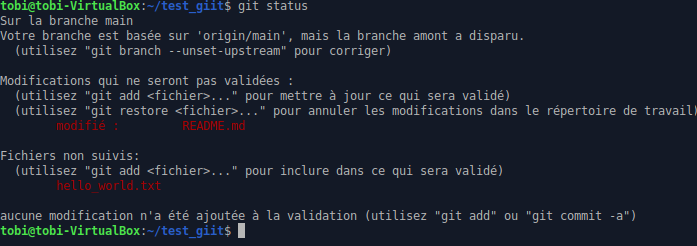 tobi@tobi-VirtualBox:~/test_giit$ git status
Sur la branche main
Votre branche est basée sur 'origin/main', mais la branche amont a disparu.
  (utilisez "git branch --unset-upstream" pour corriger)

Modifications qui ne seront pas validées :
  (utilisez "git add <fichier>..." pour mettre à jour ce qui sera validé)
  (utilisez "git restore <fichier>..." pour annuler les modifications dans le répertoire de travail)
        modifié :         README.md

Fichiers non suivis:
  (utilisez "git add <fichier>..." pour inclure dans ce qui sera validé)
        hello_world.txt

aucune modification n'a été ajoutée à la validation (utilisez "git add" ou "git commit -a")
tobi@tobi-VirtualBox:~/test_giit$